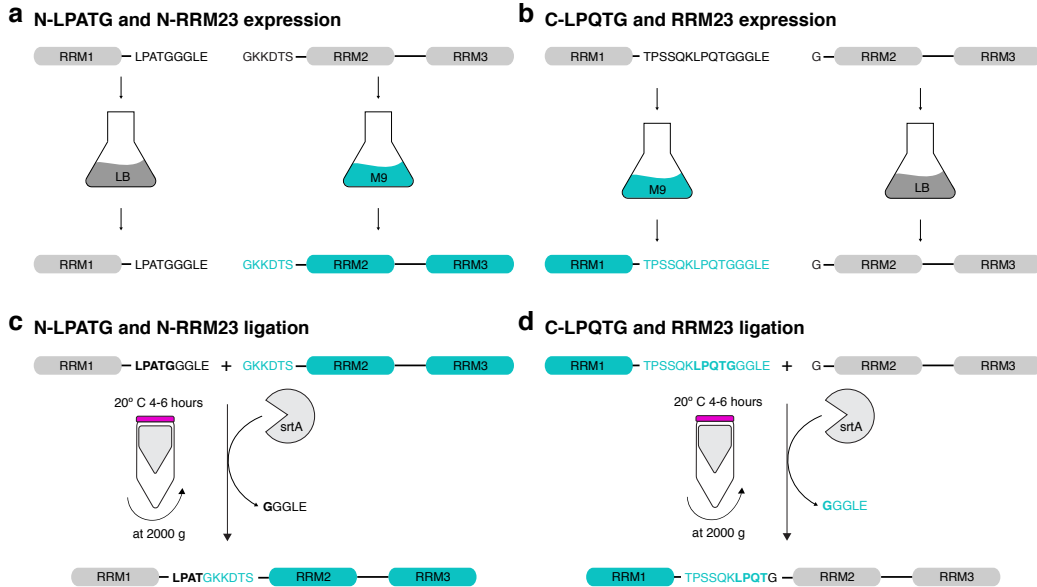 a N-LPATG and N-RRM23 expression
RRM1 LPATGGGLE GKKDTS RRM2 RRM3
LB M9
RRM1 LPATGGGLE GKKDTS RRM2 RRM3
b C-LPQTG and RRM23 expression
RRM1 TPSSQKLPQTGGGLE G RRM2 RRM3
M9 LB
RRM1 TPSSQKLPQTGGGLE G RRM2 RRM3
c N-LPATG and N-RRM23 ligation
RRM1 LPATGGGLE + GKKDTS RRM2 RRM3
20º C 4-6 hours
srtA
GGGLE
at 2000 g
RRM1 LPATGKKDTS RRM2 RRM3
d C-LPQTG and RRM23 ligation
RRM1 TPSSQKLPQTGGGLE + G RRM2 RRM3
20º C 4-6 hours
srtA
GGGLE
at 2000 g
RRM1 TPSSQKLPQTG RRM2 RRM3